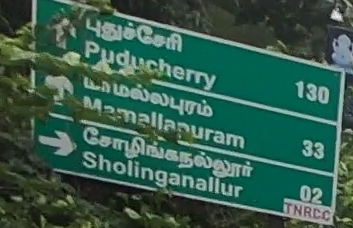 புதுச்சேரி
Puducherry 130
மாமல்லபுரம்
Mamallapuram 33
சோழிங்கநல்லூர்
Sholinganallur 02
TNRCC